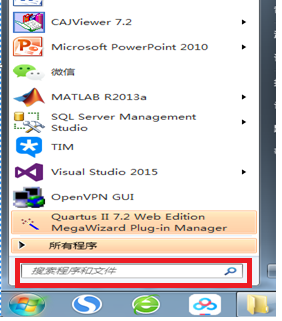 CAJViewer 7.2
Microsoft PowerPoint 2010
微信
MATLAB R2013a
SQL Server Management
Studio
TIM
Visual Studio 2015
OpenVPN GUI
Quartus II 7.2 Web Edition
MegaWizard Plug-in Manager
所有程序
搜索程序和文件